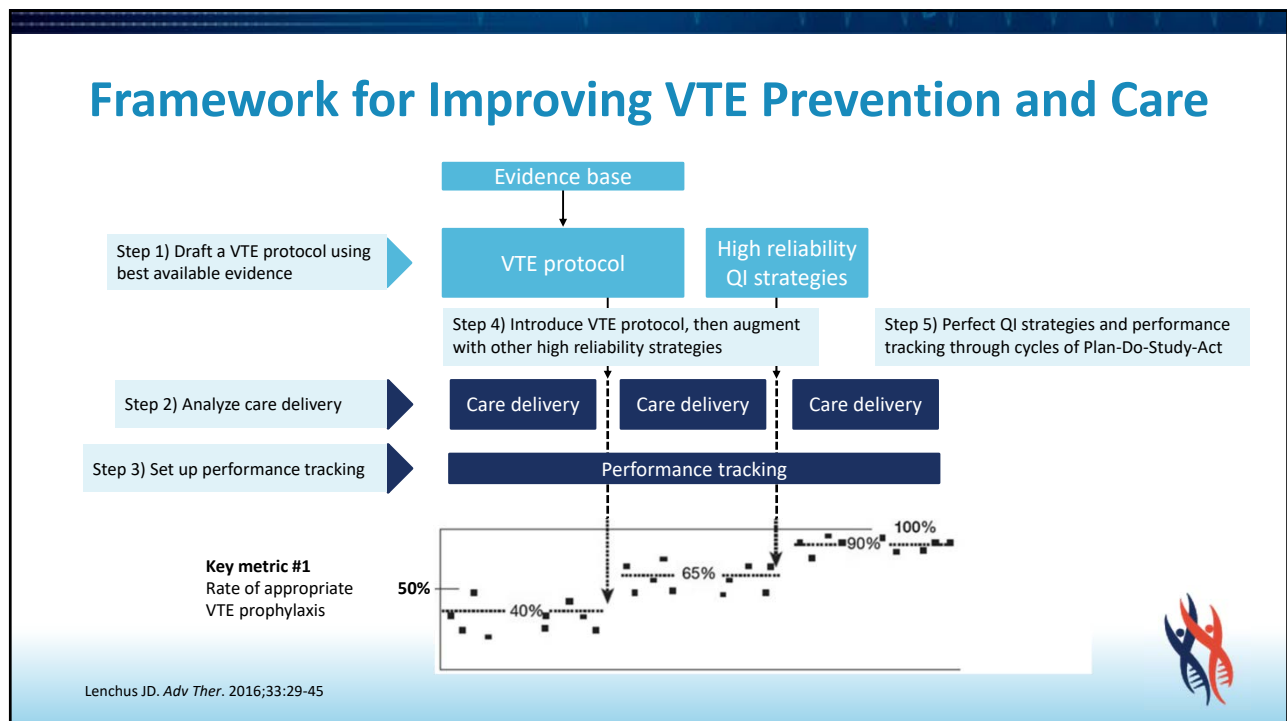 Framework for Improving VTE Prevention and Care
Evidence base
Step 1) Draft a VTE protocol using
best available evidence
VTE protocol
High reliability
QI strategies
Step 4) Introduce VTE protocol, then augment
with other high reliability strategies
Step 5) Perfect QI strategies and performance
tracking through cycles of Plan-Do-Study-Act
Step 2) Analyze care delivery
Care delivery
Care delivery
Care delivery
Step 3) Set up performance tracking
Performance tracking
Key metric #1
Rate of appropriate
VTE prophylaxis
50%
40%
65%
90%
100%
Lenchus JD. Adv Ther. 2016;33:29-45